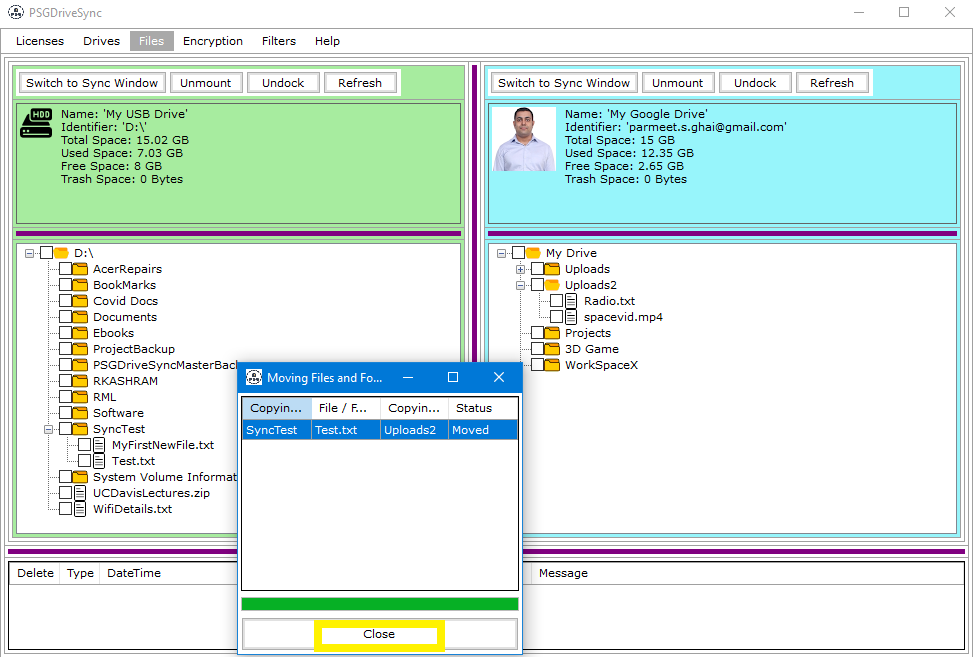 PSGDriveSync
Licenses Drives Files Encryption Filters Help
Switch to Sync Window Unmount Undock Refresh
HDD
Name: 'My USB Drive'
Identifier: 'D:\'
Total Space: 15.02 GB
Used Space: 7.03 GB
Free Space: 8 GB
Trash Space: 0 Bytes
D:\
AcerRepairs
BookMarks
Covid Docs
Documents
Ebooks
ProjectBackup
PSGDriveSyncMasterBac
RKASHRAM
RML
Software
SyncTest
MyFirstNewFile.txt
Test.txt
System Volume Informat
UCDavisLectures.zip
WifiDetails.txt
Switch to Sync Window Unmount Undock Refresh
Name: 'My Google Drive'
Identifier: 'parmeet.s.ghai@gmail.com'
Total Space: 15 GB
Used Space: 12.35 GB
Free Space: 2.65 GB
Trash Space: 0 Bytes
My Drive
Uploads
Uploads2
Radio.txt
spacevid.mp4
Projects
3D Game
WorkSpaceX
Moving Files and Fo...
Copyin... File / F... Copyin... Status
SyncTest Test.txt Uploads2 Moved
Close
Delete Type DateTime Message